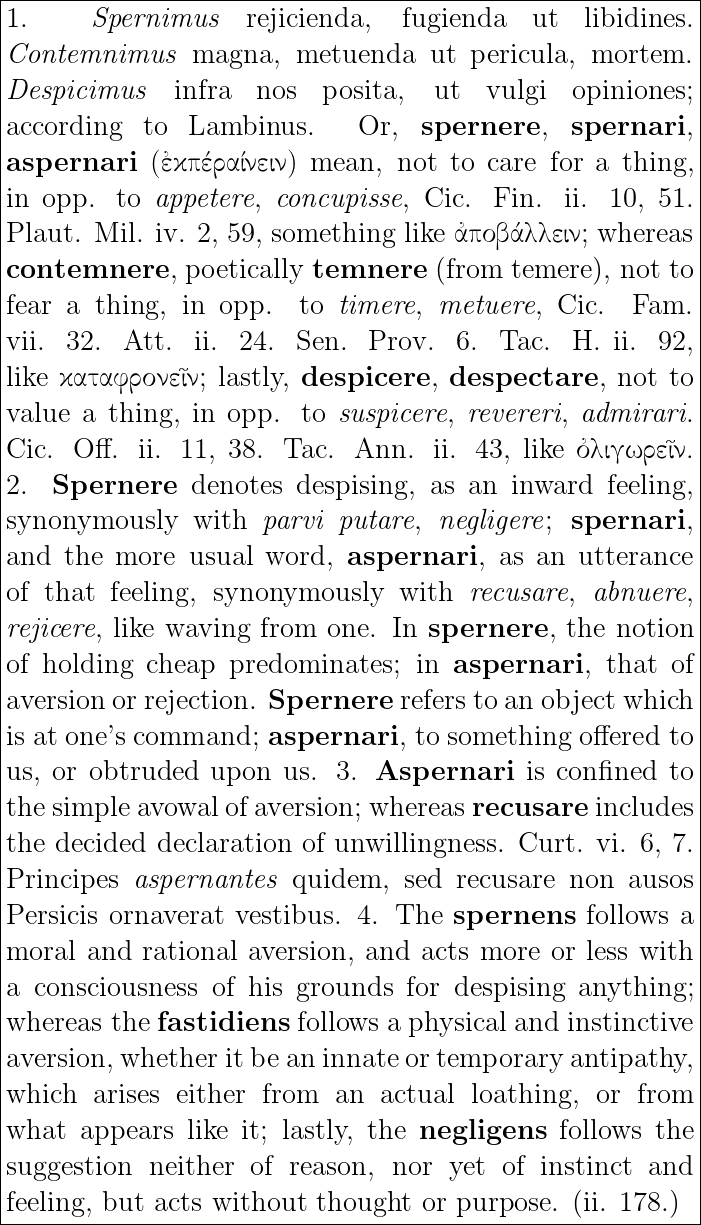 1. Spernimus rejicienda, fugienda ut libidines.
Contemnimus magna, metuenda ut pericula, mortem.
Despicimus infra nos posita, ut vulgi opiniones;
according to Lambinus. Or, spernere, spernari,
aspernari (ἐκπέραίνειν) mean, not to care for a thing,
in opp. to appetere, concupisse, Cic. Fin. ii. 10, 51.
Plaut. Mil. iv. 2, 59, something like ἀποβάλλειν; whereas
contemnere, poetically temnere (from temere), not to
fear a thing, in opp. to timere, metuere, Cic. Fam.
vii. 32. Att. ii. 24. Sen. Prov. 6. Tac. H. ii. 92,
like καταφρονεῖν; lastly, despicere, despectare, not to
value a thing, in opp. to suspicere, revereri, admirari.
Cic. Off. ii. 11, 38. Tac. Ann. ii. 43, like ὀλιγωρεῖν.
2. Spernere denotes despising, as an inward feeling,
synonymously with parvi putare, negligere; spernari,
and the more usual word, aspernari, as an utterance
of that feeling, synonymously with recusare, abnuere,
rejicere, like waving from one. In spernere, the notion
of holding cheap predominates; in aspernari, that of
aversion or rejection. Spernere refers to an object which
is at one's command; aspernari, to something offered to
us, or obtruded upon us. 3. Aspernari is confined to
the simple avowal of aversion; whereas recusare includes
the decided declaration of unwillingness. Curt. vi. 6, 7.
Principes aspernantes quidem, sed recusare non ausos
Persicis ornaverat vestibus. 4. The spernens follows a
moral and rational aversion, and acts more or less with
a consciousness of his grounds for despising anything;
whereas the fastidiens follows a physical and instinctive
aversion, whether it be an innate or temporary antipathy,
which arises either from an actual loathing, or from
what appears like it; lastly, the negligens follows the
suggestion neither of reason, nor yet of instinct and
feeling, but acts without thought or purpose. (ii. 178.)